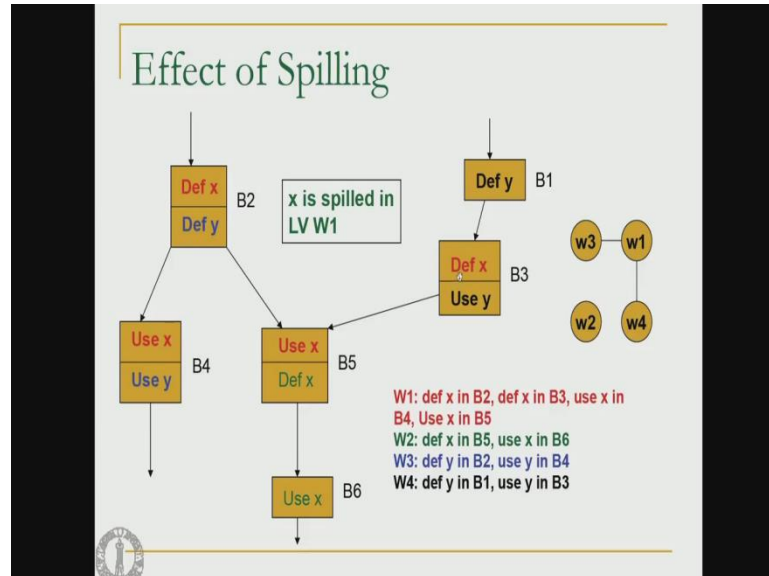 Effect of Spilling
Def x
Def y
B2
x is spilled in
LV W1
Def y
B1
Def x
Use y
B3
w3
w1
w2
w4
Use x
Use y
B4
Use x
Def x
B5
Use x
B6
W1: def x in B2, def x in B3, use x in
B4, Use x in B5
W2: def x in B5, use x in B6
W3: def y in B2, use y in B4
W4: def y in B1, use y in B3